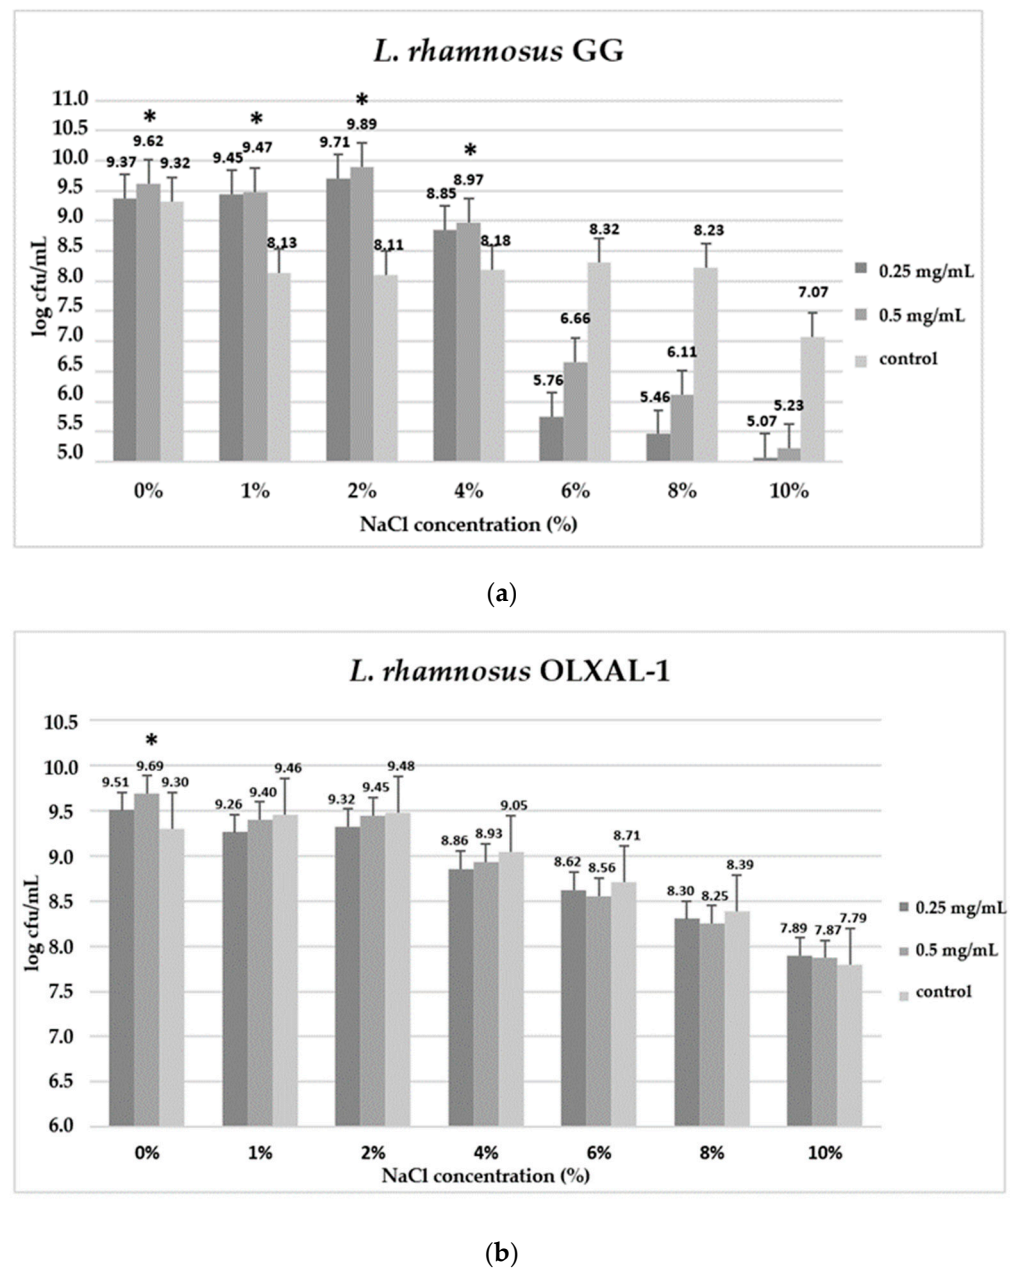 L. rhamnosus GG
11.0
10.5
10.0
9.5
9.0
8.5
8.0
7.5
7.0
6.5
6.0
5.5
5.0
log cfu/mL
* * * *
9.37 9.62 9.32 9.45 9.47 8.13 9.71 9.89 8.11 8.85 8.97 8.18 5.76 6.66 8.32 5.46 6.11 8.23 5.07 5.23 7.07
0% 1% 2% 4% 6% 8% 10%
NaCl concentration (%)
0.25 mg/mL
0.5 mg/mL
control
(a)
L. rhamnosus OLXAL-1
10.5
10.0
9.5
9.0
8.5
8.0
7.5
7.0
6.5
6.0
log cfu/mL
*
9.51 9.69 9.30 9.26 9.40 9.46 9.32 9.45 9.48 8.86 8.93 9.05 8.62 8.56 8.71 8.30 8.25 8.39 7.89 7.87 7.79
0% 1% 2% 4% 6% 8% 10%
NaCl concentration (%)
0.25 mg/mL
0.5 mg/mL
control
(b)